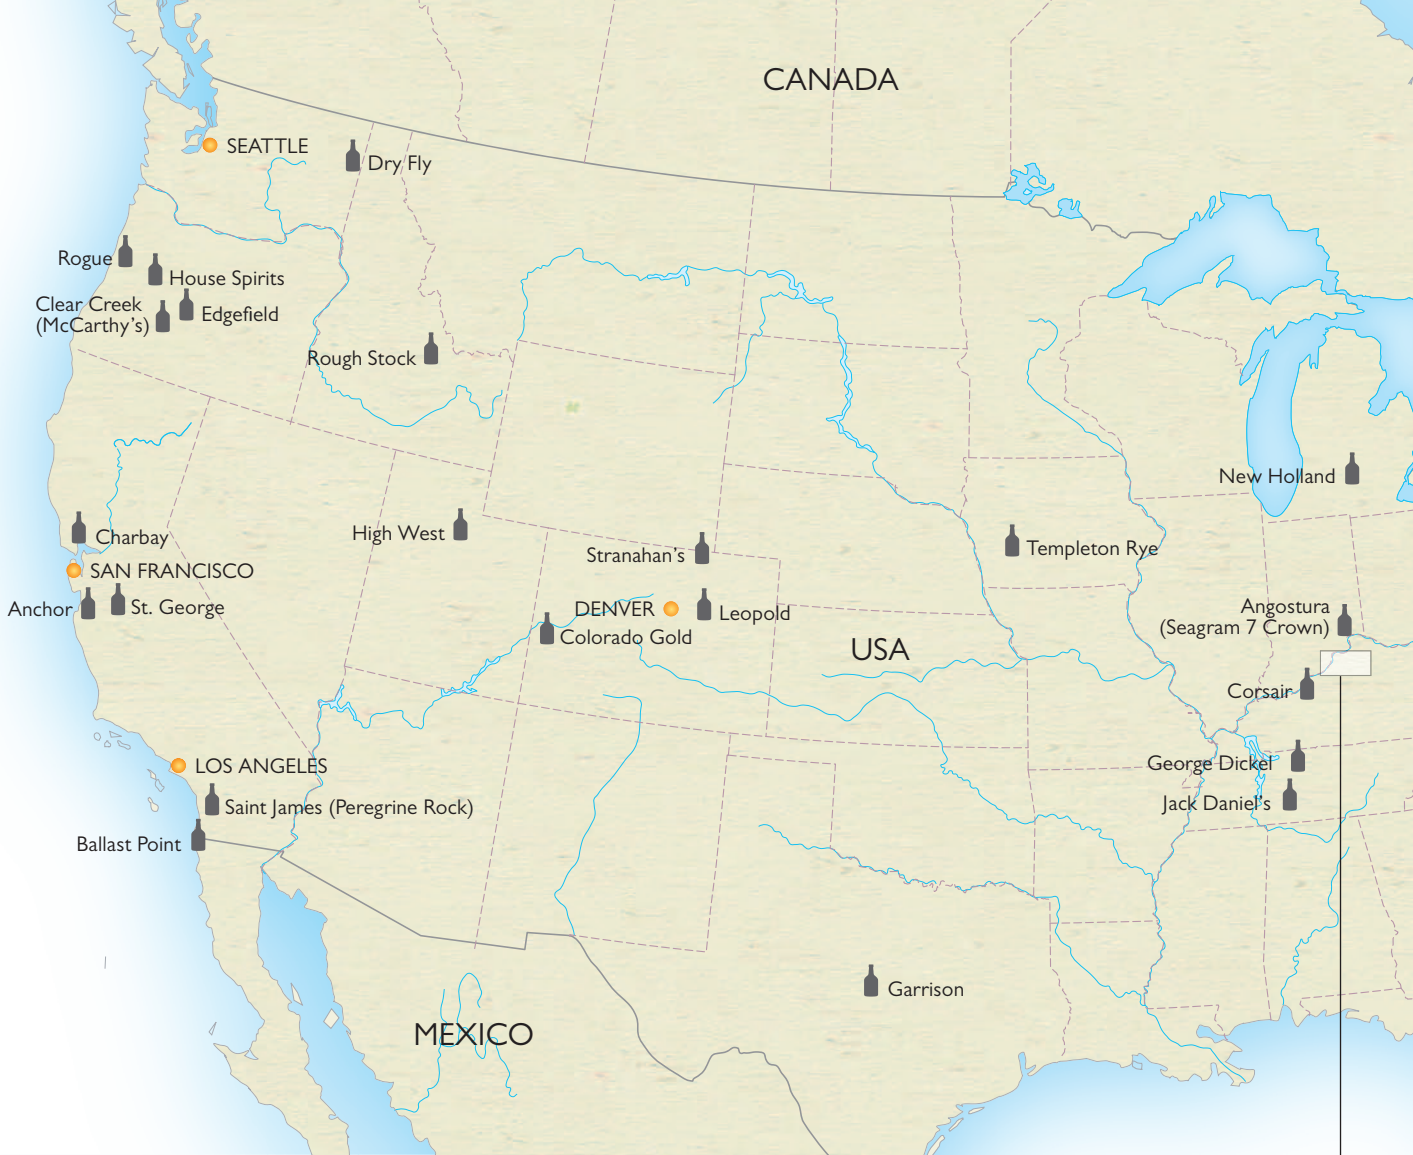 CANADA
SEATTLE
Dry Fly
Rogue
House Spirits
Clear Creek
(McCarthy's)
Edgefield
Rough Stock
New Holland
High West
Charbay
Stranahan's
Templeton Rye
SAN FRANCISCO
Anchor
St. George
DENVER
Leopold
Angostura
(Seagram 7 Crown)
Colorado Gold
USA
Corsair
LOS ANGELES
George Dickel
Saint James (Peregrine Rock)
Jack Daniel's
Ballast Point
Garrison
MEXICO